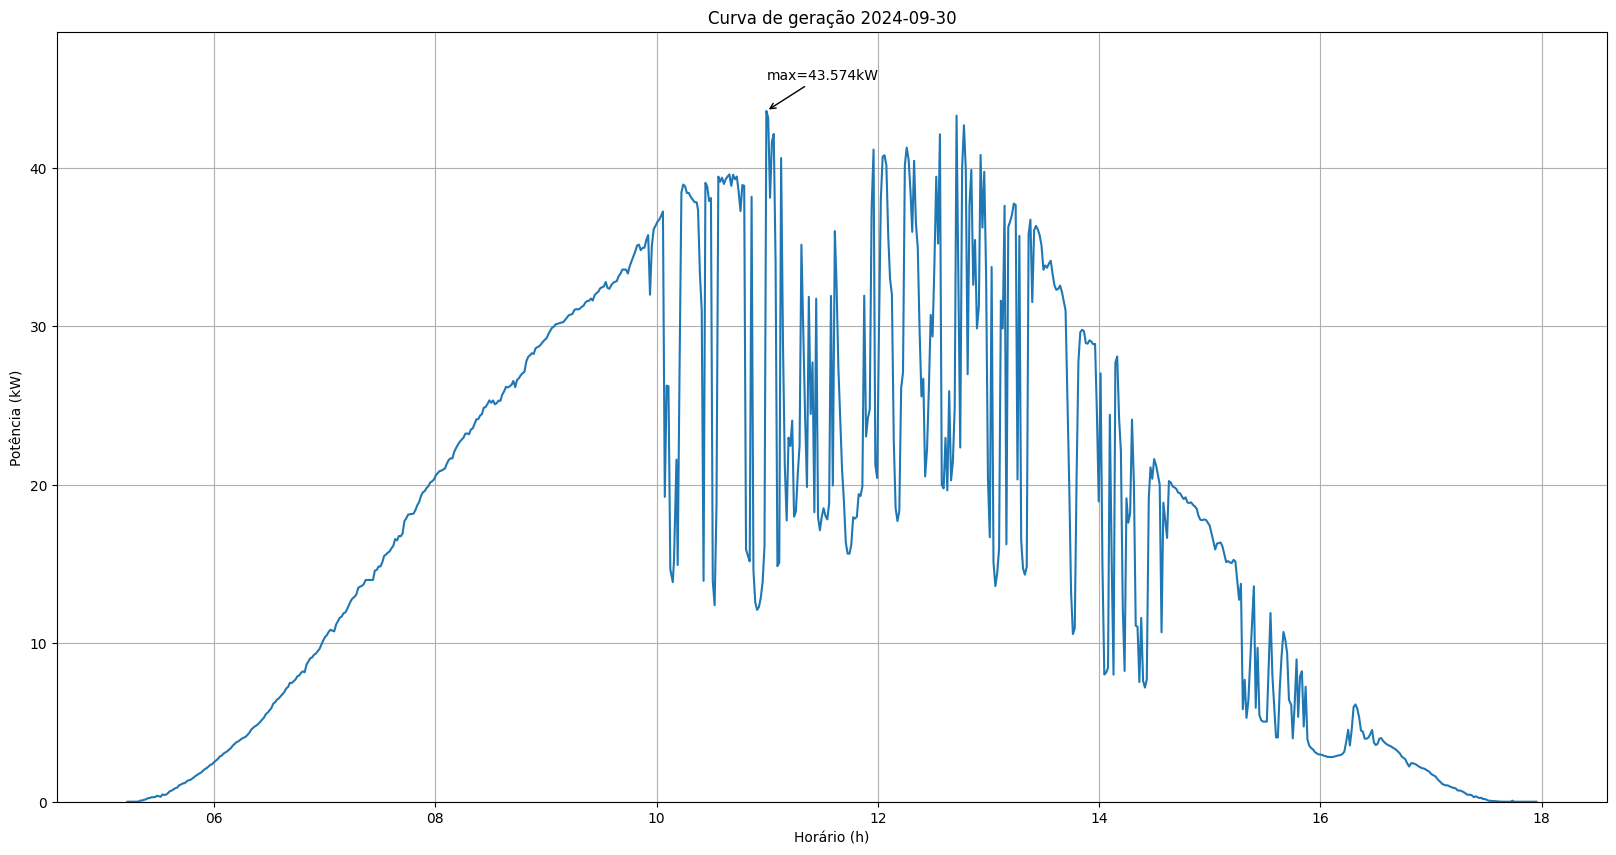 Curva de geração 2024-09-30
max=43.574kW
Potência (kW)
40
30
20
10
0
06 08 10 12 13 14 16 18
Horário (h)